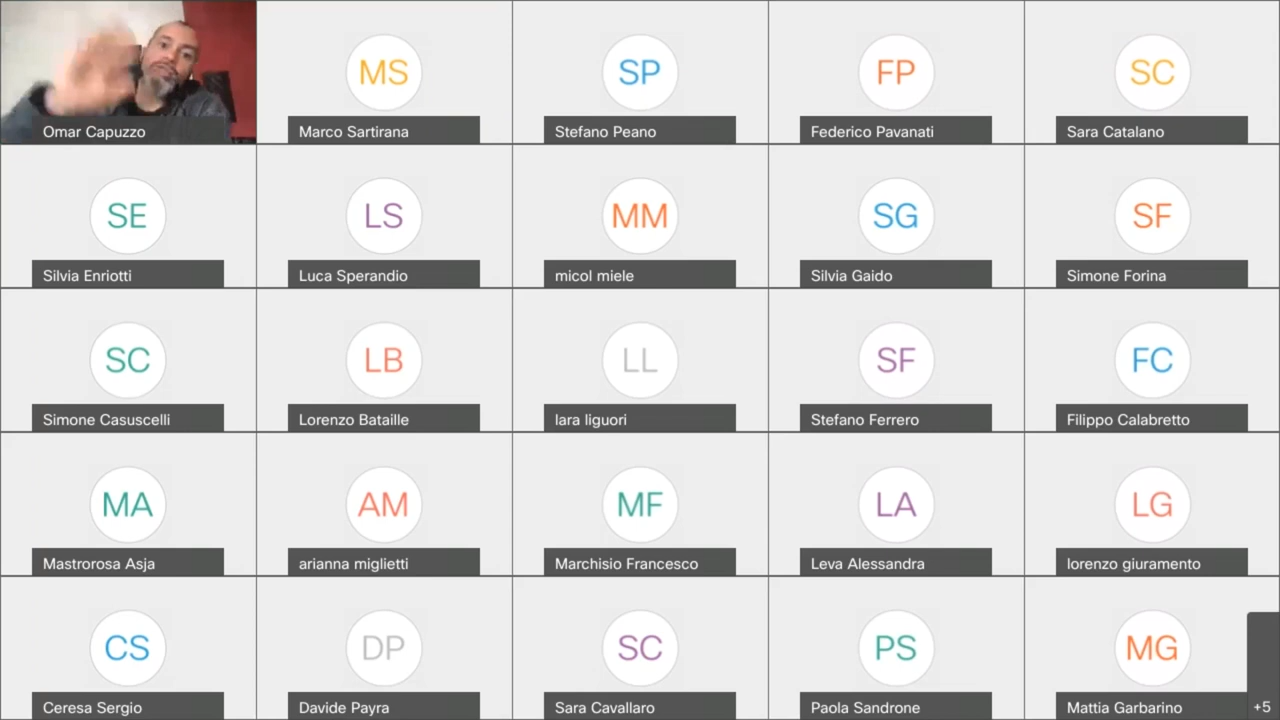 Omar Capuzzo
MS
Marco Sartirana
SP
Stefano Peano
FP
Federico Pavanati
SC
Sara Catalano
SE
Silvia Enriotti
LS
Luca Sperandio
MM
micol miele
SG
Silvia Gaido
SF
Simone Forina
SC
Simone Casuscelli
LB
Lorenzo Bataille
LL
lara liguori
SF
Stefano Ferrero
FC
Filippo Calabretto
MA
Mastrorosa Asja
AM
arianna miglietti
MF
Marchisio Francesco
LA
Leva Alessandra
LG
lorenzo giuramento
CS
Ceresa Sergio
DP
Davide Payra
SC
Sara Cavallaro
PS
Paola Sandrone
MG
Mattia Garbarino
+5